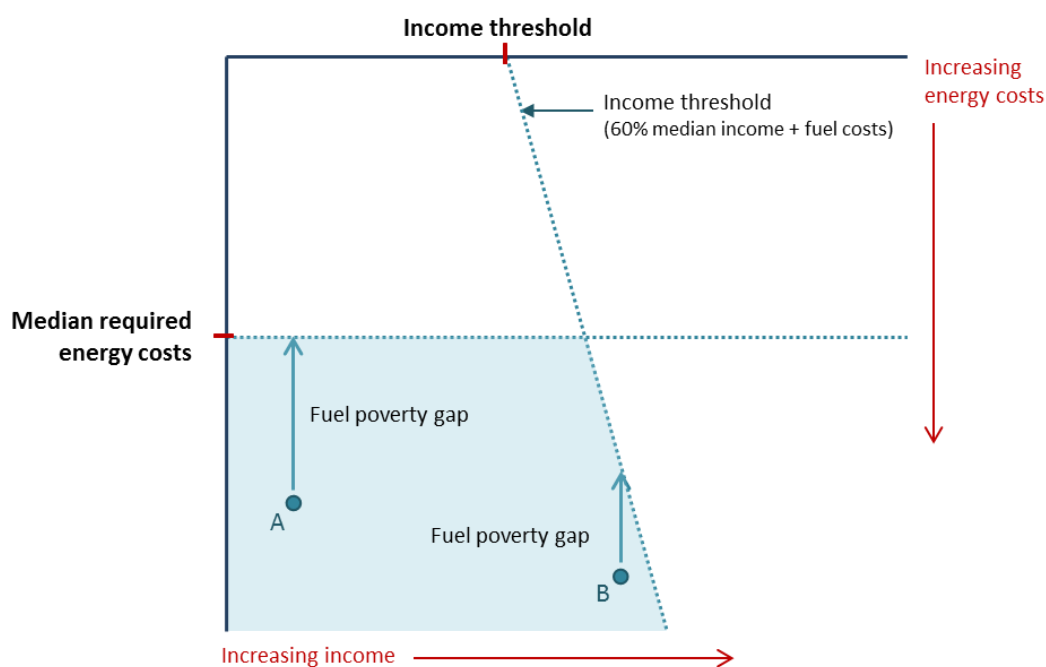 Income threshold
Increasing
energy costs
Income threshold
(60% median income + fuel costs)
Median required
energy costs
Fuel poverty gap
A
Fuel poverty gap
B
Increasing income